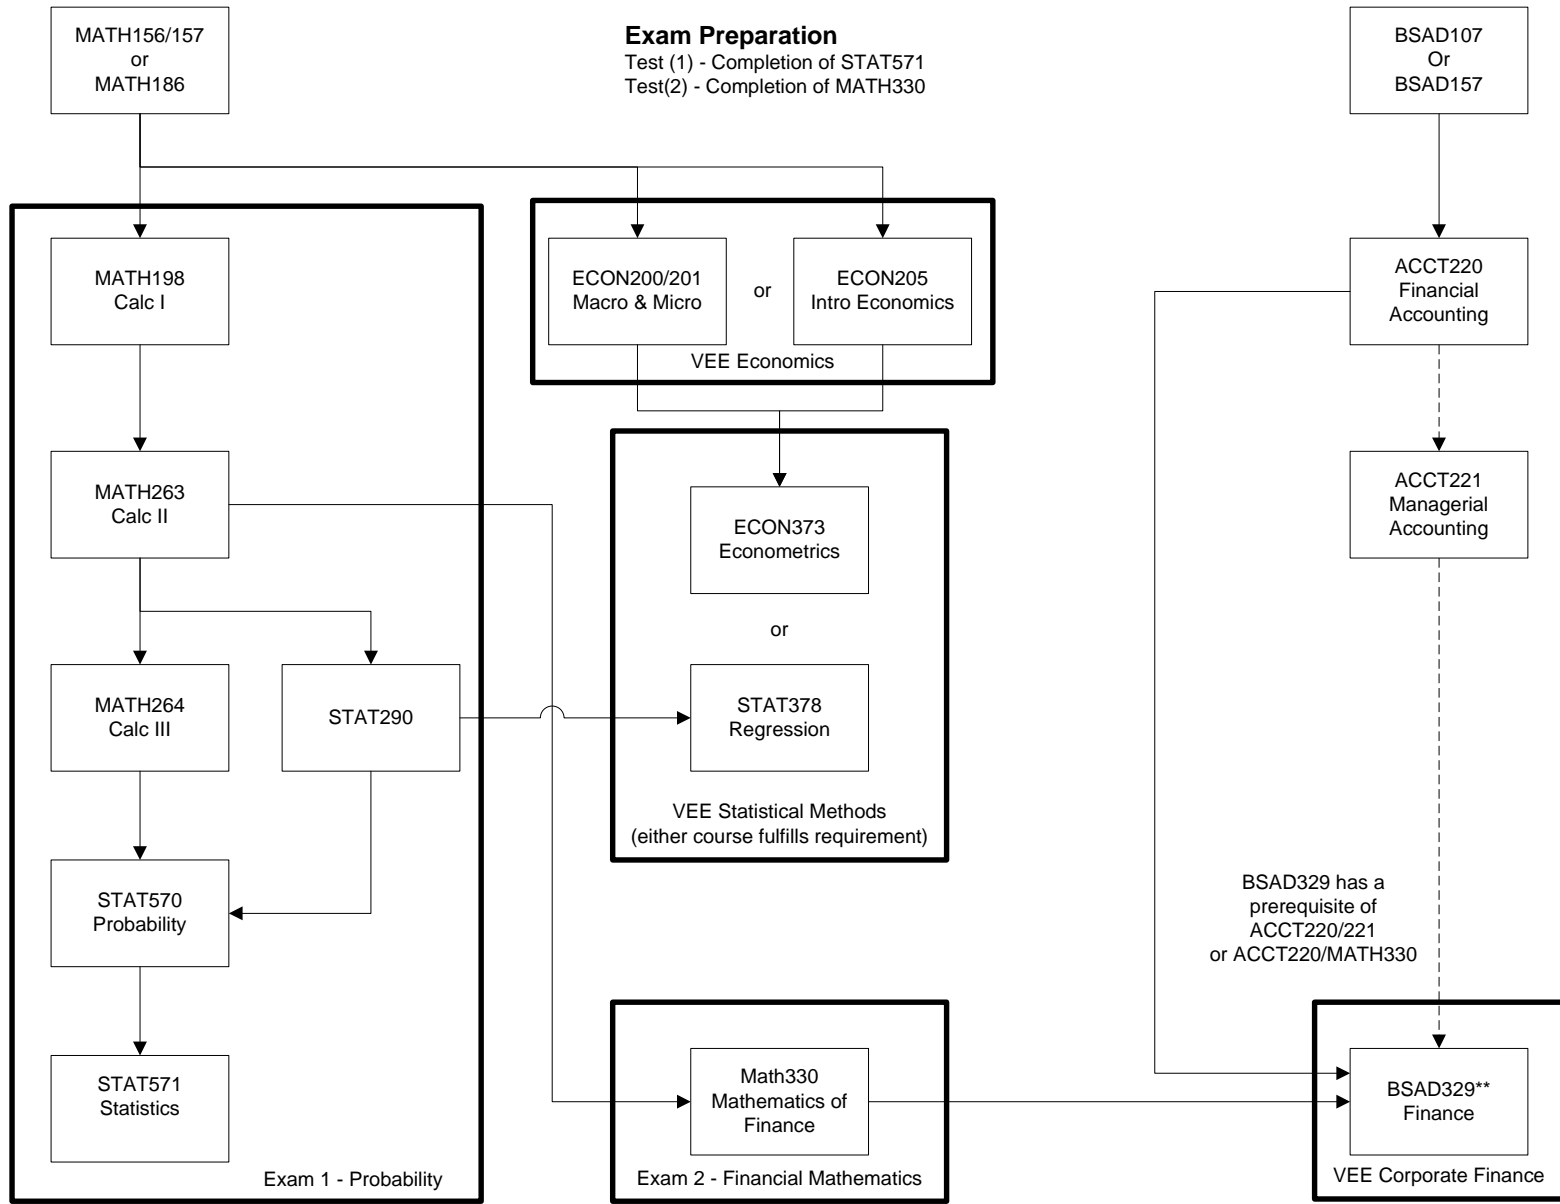 MATH156/157
or
MATH186
Exam Preparation
Test (1) - Completion of STAT571
Test(2) - Completion of MATH330
BSAD107
Or
BSAD157
MATH198
Calc I
ECON200/201
Macro & Micro
or
ECON205
Intro Economics
VEE Economics
ACCT220
Financial
Accounting
MATH263
Calc II
ECON373
Econometrics
or
ACCT221
Managerial
Accounting
MATH264
Calc III
STAT290
STAT378
Regression
VEE Statistical Methods
(either course fulfills requirement)
STAT570
Probability
BSAD329 has a
prerequisite of
ACCT220/221
or ACCT220/MATH330
STAT571
Statistics
Exam 1 - Probability
Math330
Mathematics of
Finance
Exam 2 - Financial Mathematics
BSAD329**
Finance
VEE Corporate Finance